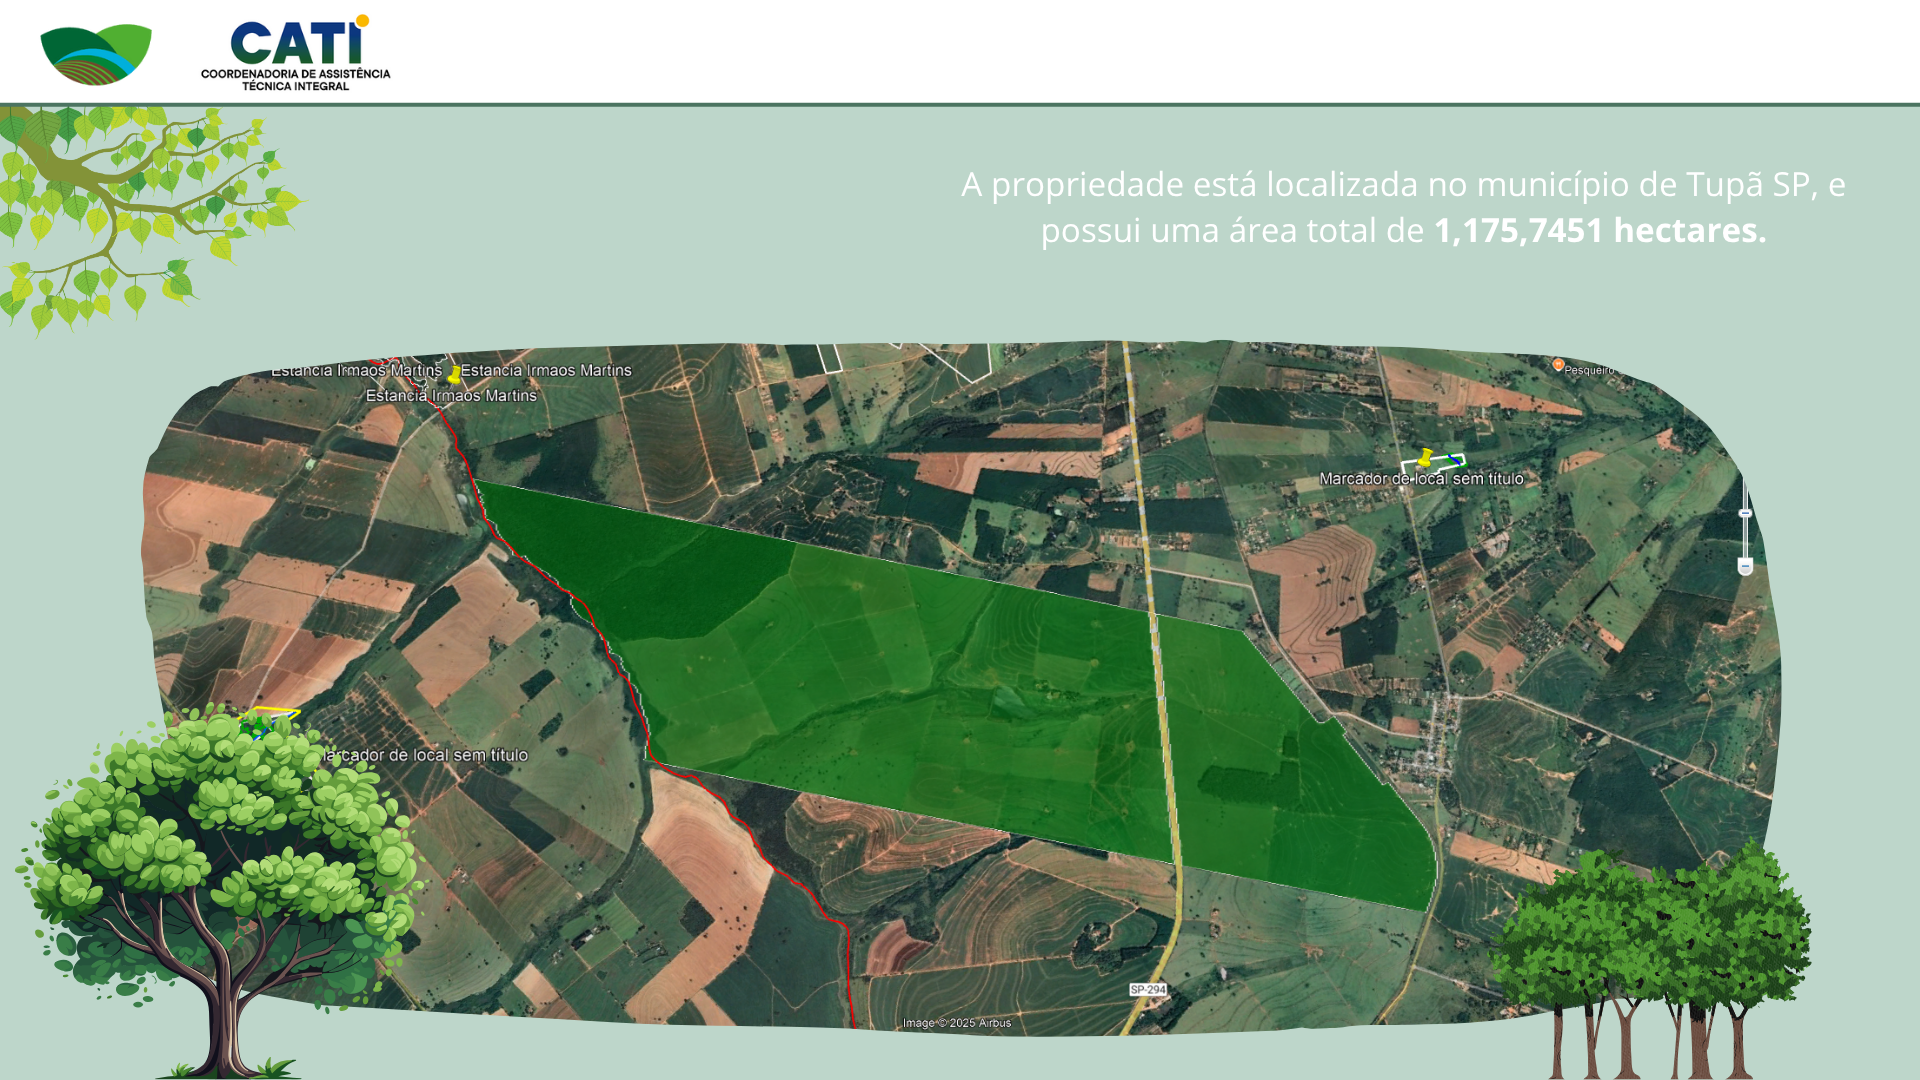 CATI
COORDENADORIA DE ASSISTÊNCIA
TÉCNICA INTEGRAL
A propriedade está localizada no município de Tupã SP, e
possui uma área total de 1,175,7451 hectares.
Estancia Irmaos Martins
Estancia Irmaos Martins
Estancia Irmaos Martins
Pesqueiro
Marcador de local sem título
Marcador de local sem título
SP-294
Image © 2025 Airbus